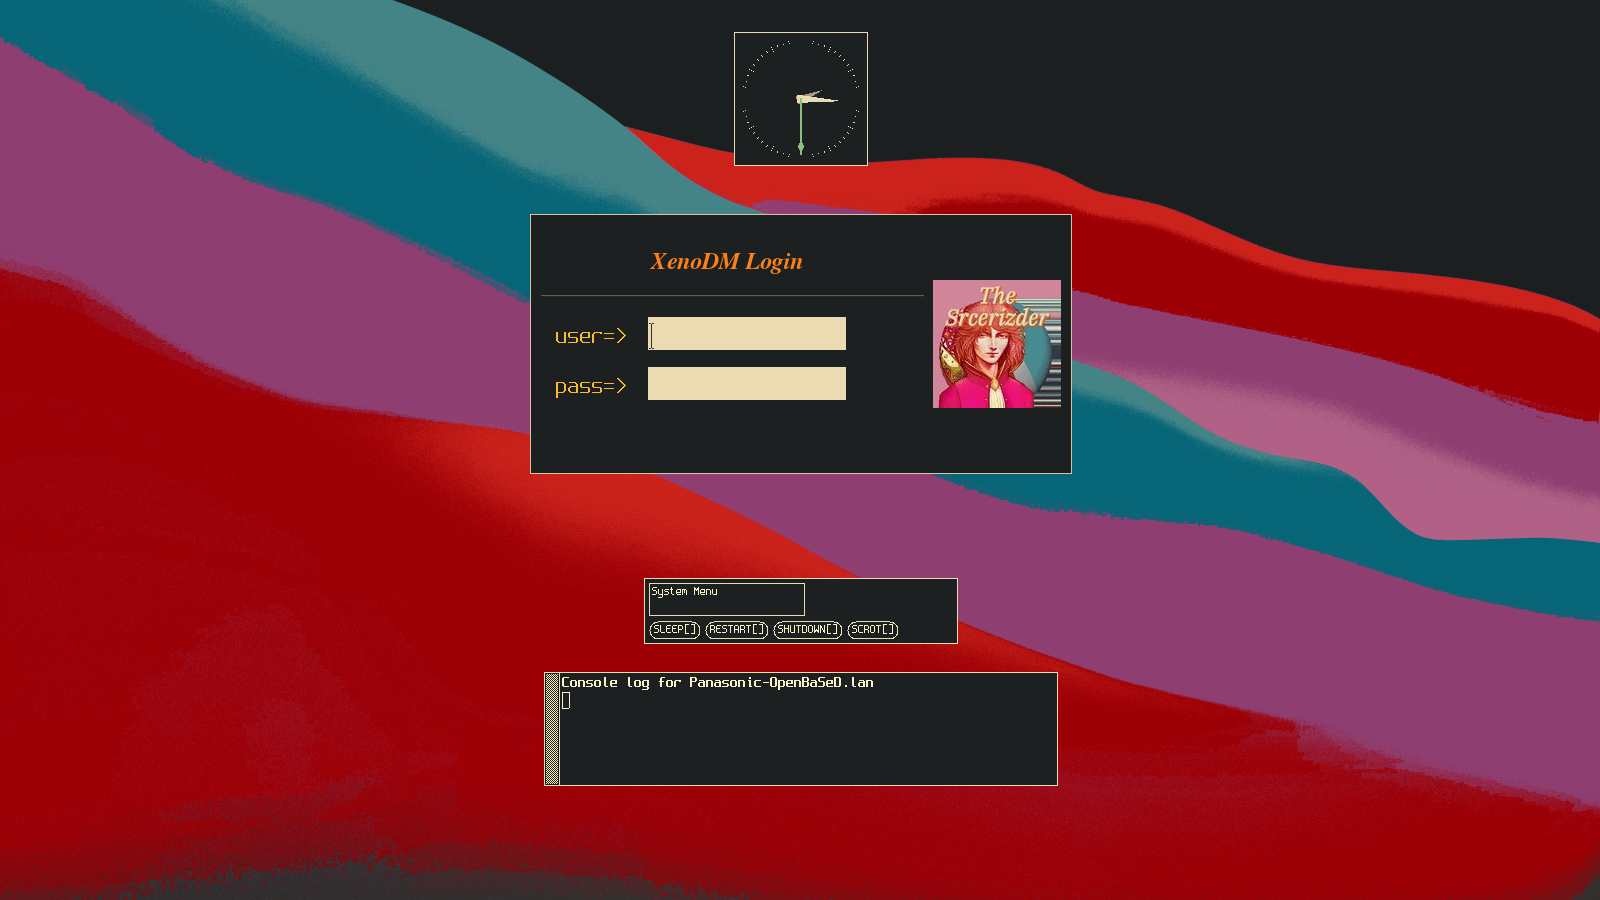 XenoDM Login
The
Srcerizder
user=>
pass=>
System Menu
SLEEP[] RESTART[] SHUTDOWN[] SCROT[]
Console log for Panasonic-OpenBaSeD.lan